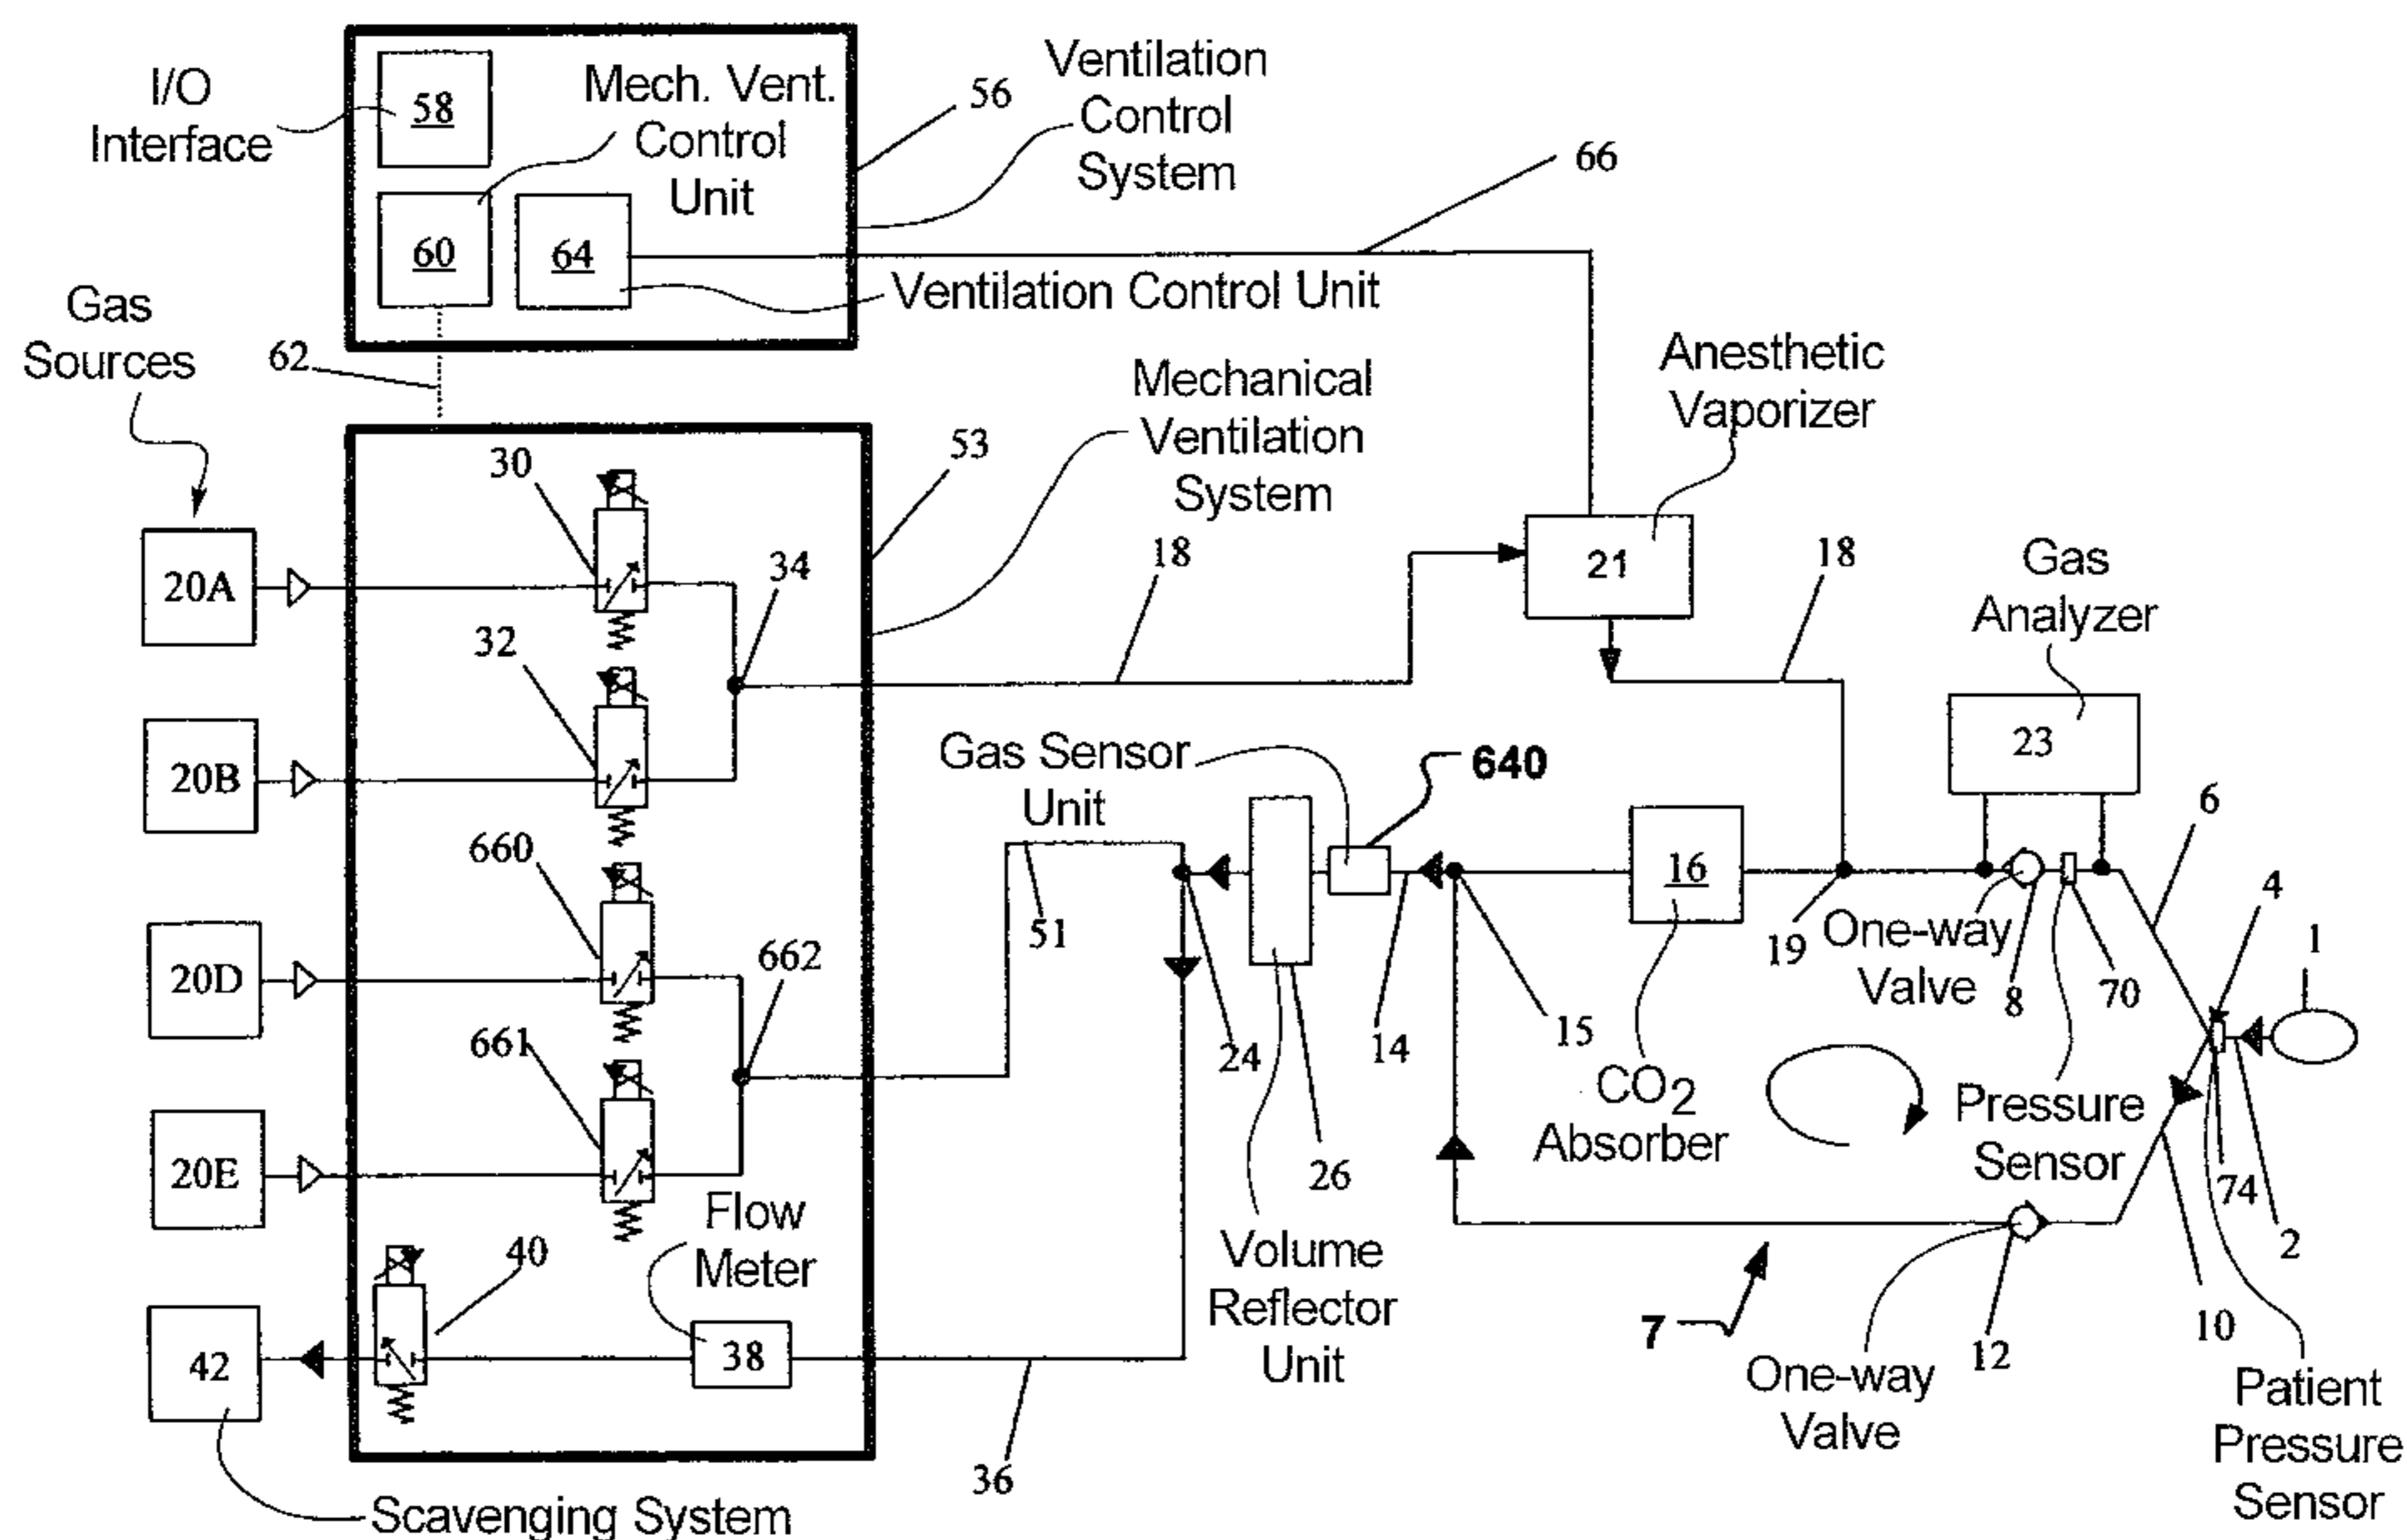 I/O
Interface
58
Mech. Vent.
Control
Unit
60
64
56
Ventilation
Control
System
66
Ventilation Control Unit
Gas
Sources
62
Mechanical
Ventilation
System
Anesthetic
Vaporizer
53
30
20A
34
18
21
18
Gas
Analyzer
32
20B
Gas Sensor
Unit
640
23
6
660
20D
662
51
16
19
One-way
Valve
8
70
4
1
661
20E
24
14
15
CO2
Absorber
Pressure
Sensor
74
2
26
Flow
Meter
40
42
38
Volume
Reflector
Unit
7
12
10
One-way
Valve
Patient
Pressure
Sensor
36
Scavenging System